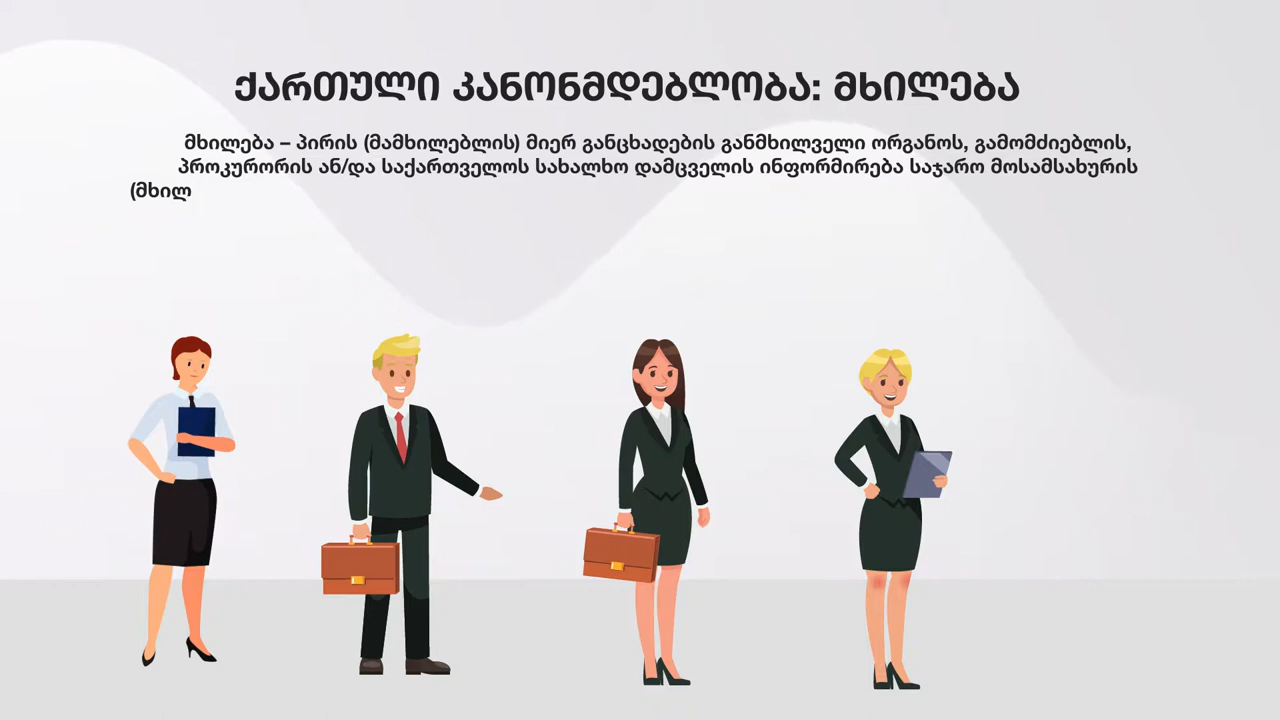 ქართული კანონმდებლობა: მხილება
მხილება – პირის (მამხილებლის) მიერ განცხადების განმხილველი ორგანოს, გამომძიებლის,
პროკურორის ან/და საქართველოს სახალხო დამცველის ინფორმირება საჯარო მოსამსახურის
(მხილ